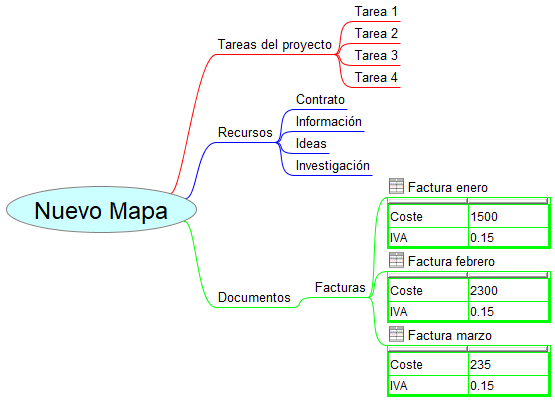 Nuevo Mapa
Tareas del proyecto
Tarea 1
Tarea 2
Tarea 3
Tarea 4
Recursos
Contrato
Información
Ideas
Investigación
Documentos
Facturas
Factura enero
Coste 1500
IVA 0.15
Factura febrero
Coste 2300
IVA 0.15
Factura marzo
Coste 235
IVA 0.15